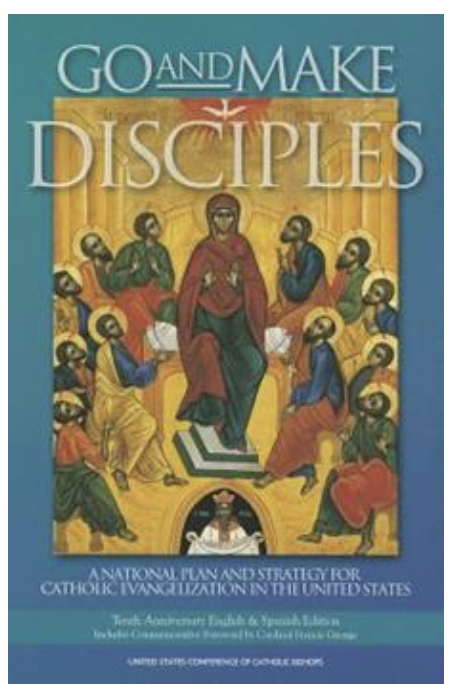 GO AND MAKE
DISCIPLES
A NATIONAL PLAN AND STRATEGY FOR
CATHOLIC EVANGELIZATION IN THE UNITED STATES
Tenth Anniversary English & Spanish Edition
Includes Commemorative Foreword by Cardinal Francis George
UNITED STATES CONFERENCE OF CATHOLIC BISHOPS